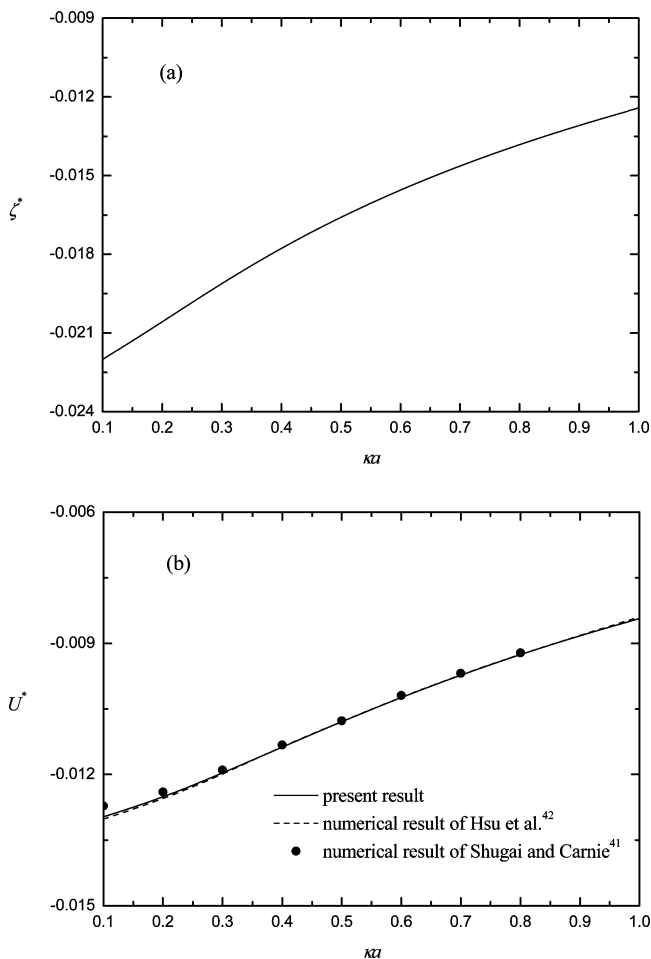 -0.009
(a)
-0.012
-0.015
ζ*
-0.018
-0.021
-0.024
0.1 0.2 0.3 0.4 0.5 0.6 0.7 0.8 0.9 1.0
κa
-0.006
(b)
-0.009
U*
-0.012
present result
numerical result of Hsu et al.42
numerical result of Shugai and Carnie41
-0.015
0.1 0.2 0.3 0.4 0.5 0.6 0.7 0.8 0.9 1.0
κa